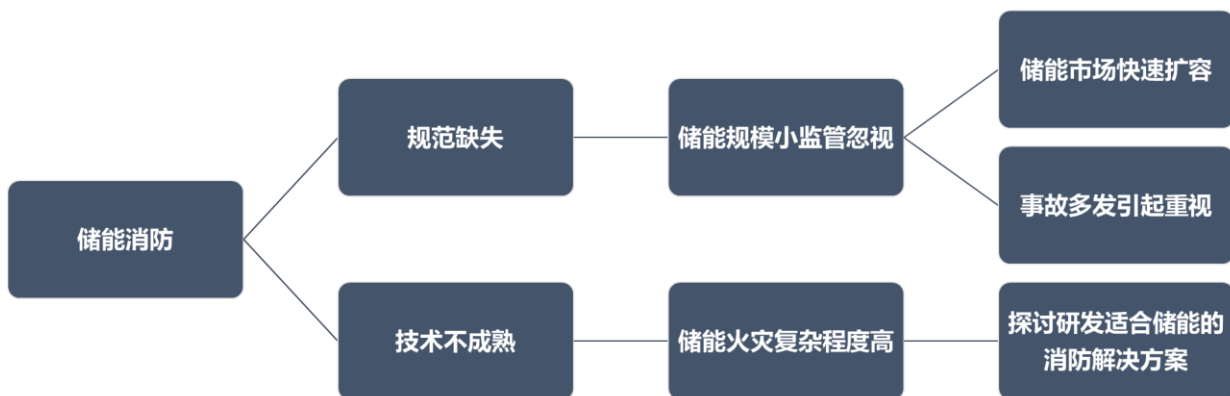 储能消防
规范缺失
储能规模小监管忽视
储能市场快速扩容
事故多发引起重视
技术不成熟
储能火灾复杂程度高
探讨研发适合储能的
消防解决方案